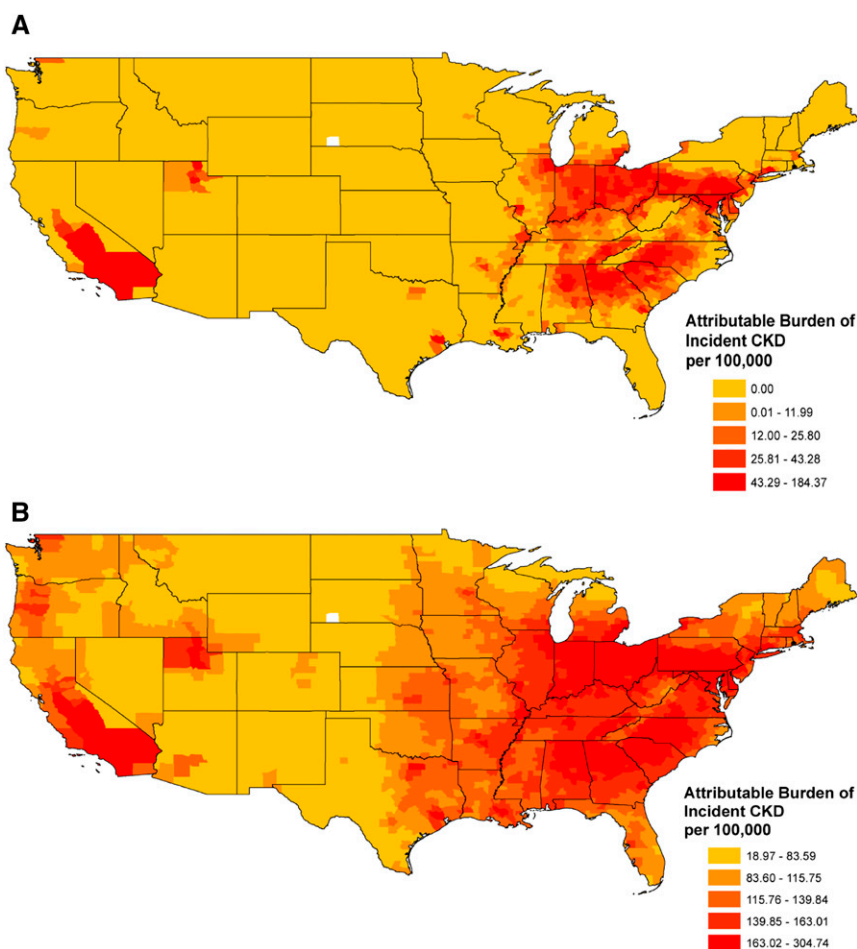 A
Attributable Burden of
Incident CKD
per 100,000
0.00
0.01 - 11.99
12.00 - 25.80
25.81 - 43.28
43.29 - 184.37
B
Attributable Burden of
Incident CKD
per 100,000
18.97 - 83.59
83.60 - 115.75
115.76 - 139.84
139.85 - 163.01
163.02 - 304.74